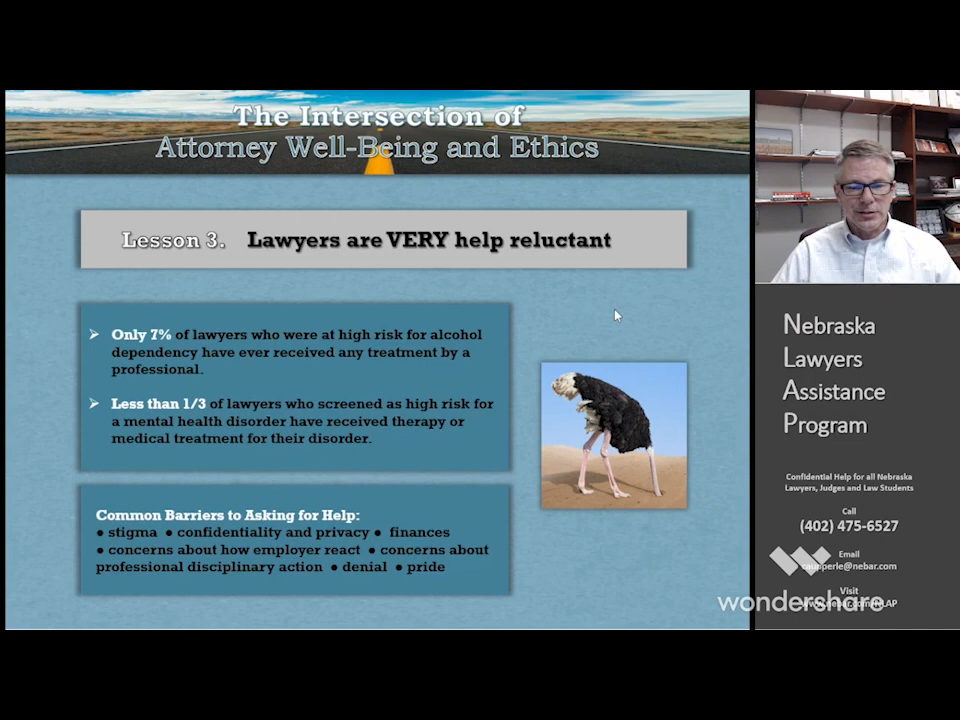 The Intersection of
Attorney Well-Being and Ethics
Lesson 3. Lawyers are VERY help reluctant
➢ Only 7% of lawyers who were at high risk for alcohol
dependency have ever received any treatment by a
professional.
➢ Less than 1/3 of lawyers who screened as high risk for
a mental health disorder have received therapy or
medical treatment for their disorder.
Common Barriers to Asking for Help:
● stigma ● confidentiality and privacy ● finances
● concerns about how employer react ● concerns about
professional disciplinary action ● denial ● pride
Nebraska
Lawyers
Assistance
Program
Confidential Help for all Nebraska
Lawyers, Judges and Law Students
Call
(402) 475-6527
Email
Visit
wondershare